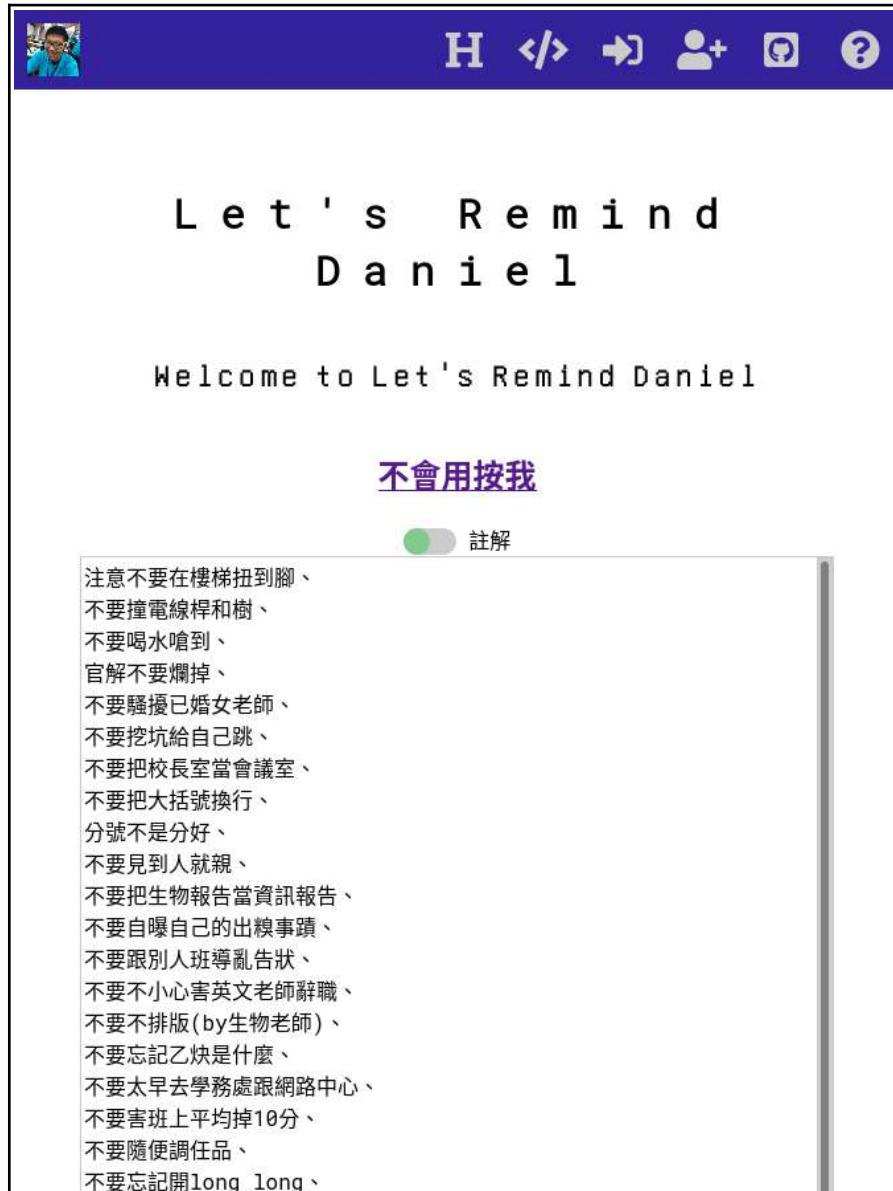 H </>
Let's Remind
Daniel
Welcome to Let's Remind Daniel
不會用按我
註解
注意不要在樓梯扭到腳、
不要撞電線桿和樹、
不要喝水嗆到、
官解不要爛掉、
不要騷擾已婚女老師、
不要挖坑給自己跳、
不要把校長室當會議室、
不要把大括號換行、
分號不是分好、
不要見到人就親、
不要把生物報告當資訊報告、
不要自曝自己的出糗事蹟、
不要跟別人班導亂告狀、
不要不小心害英文老師辭職、
不要不排版(by生物老師)、
不要忘記乙炔是什麼、
不要太早去學務處跟網路中心、
不要害班上平均掉10分、
不要隨便調任品、
不要忘記開long long、